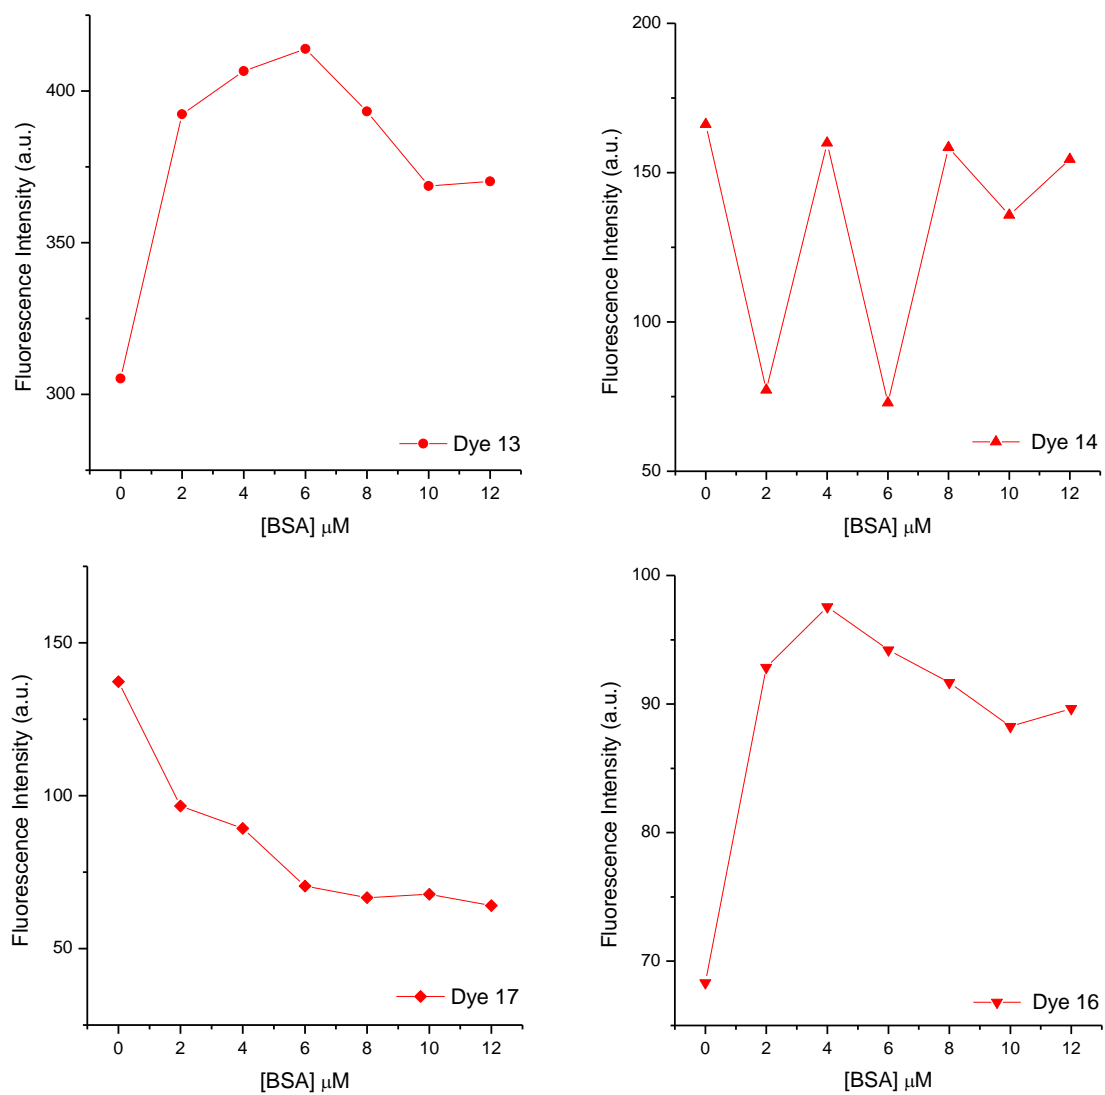 Fluorescence Intensity (a.u.)
400
350
300
Dye 13
0 2 4 6 8 10 12
[BSA] μM
Fluorescence Intensity (a.u.)
200
150
100
50
Dye 14
0 2 4 6 8 10 12
[BSA] μM
Fluorescence Intensity (a.u.)
150
100
50
Dye 17
0 2 4 6 8 10 12
[BSA] μM
Fluorescence Intensity (a.u.)
100
90
80
70
Dye 16
0 2 4 6 8 10 12
[BSA] μM